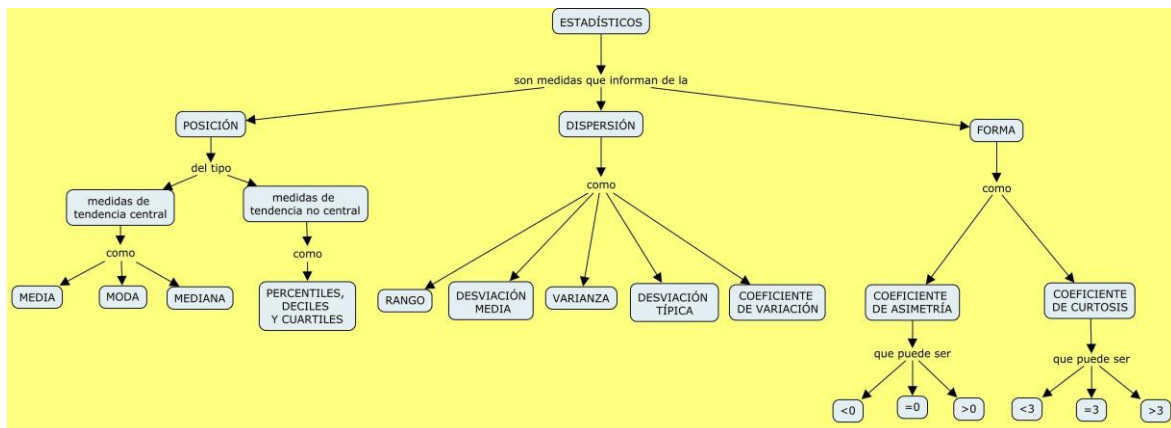 ESTADÍSTICOS
son medidas que informan de la
POSICIÓN
DISPERSIÓN
FORMA
del tipo
como
como
medidas de
tendencia central
medidas de
tendencia no central
como
como
MEDIA
MODA
MEDIANA
PERCENTILES,
DECILES
Y CUARTILES
RANGO
DESVIACIÓN
MEDIA
VARIANZA
DESVIACIÓN
TÍPICA
COEFICIENTE
DE VARIACIÓN
COEFICIENTE
DE ASIMETRÍA
COEFICIENTE
DE CURTOSIS
que puede ser
que puede ser
<0
=0
>0
<3
=3
>3